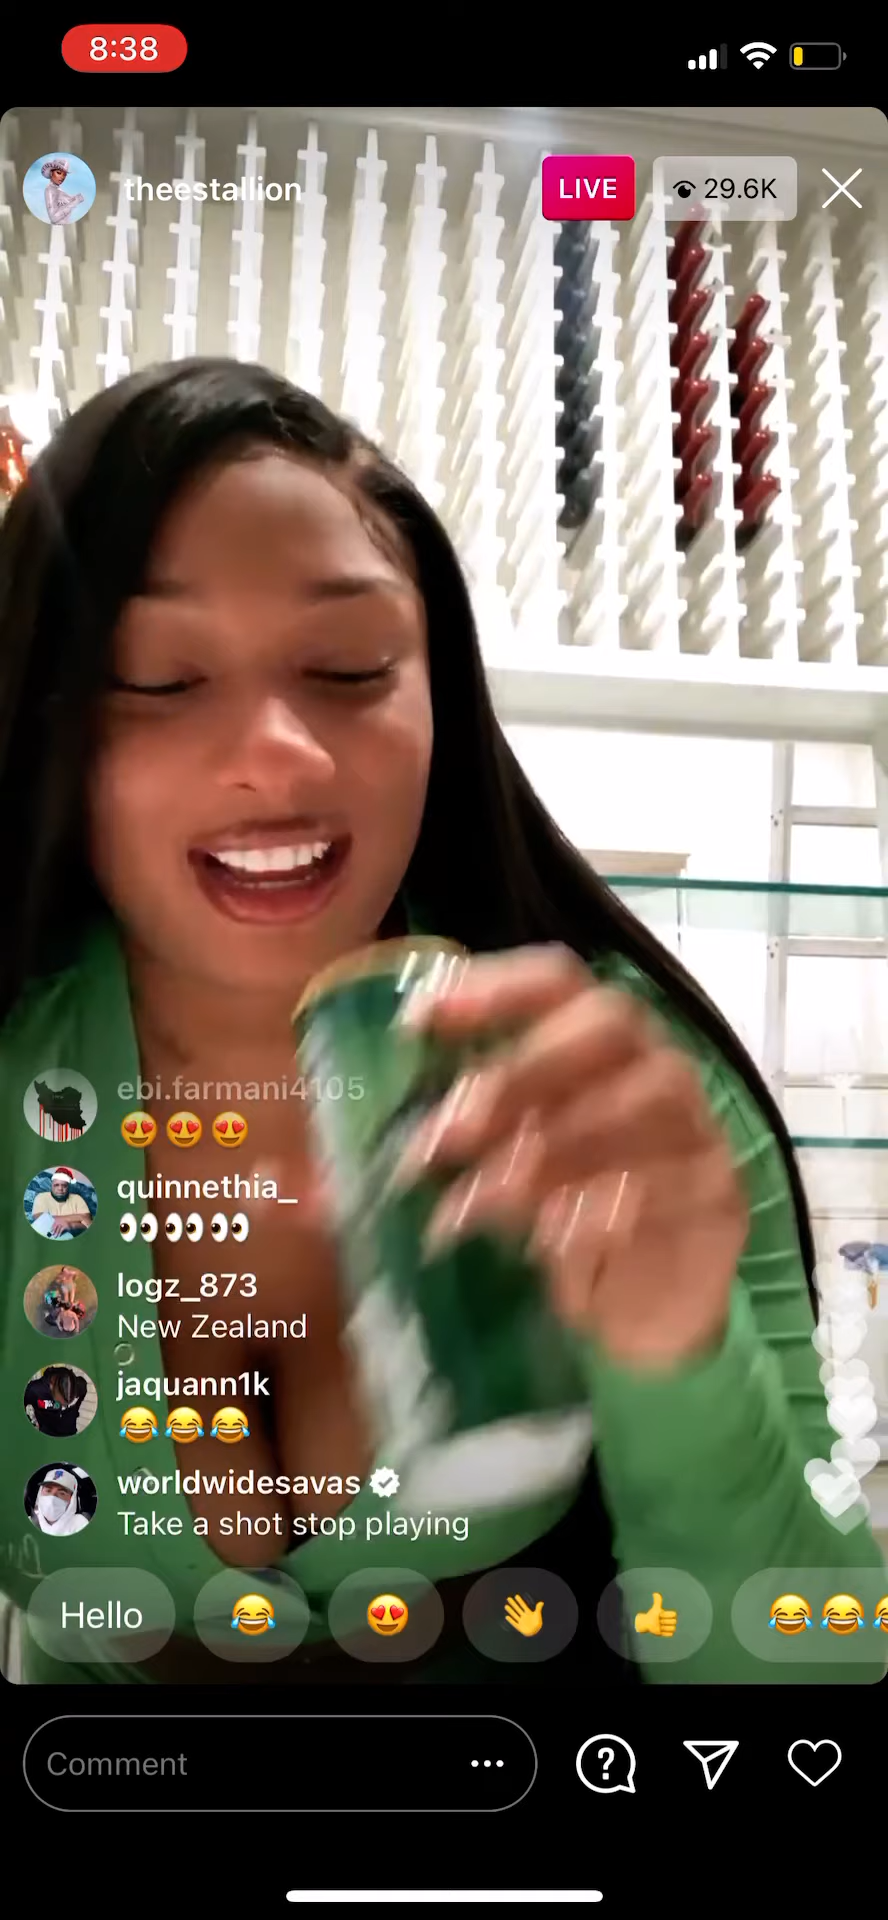 8:38
theestallion
LIVE
29.6K
ebi.farmani4105
😍😍😍
quinnethia_
👀👀👀
logz_873
New Zealand
jaquann1k
😂😂😂
worldwidesavas
Take a shot stop playing
Hello
😂 😍 👋 👍 😂😂😂
Comment